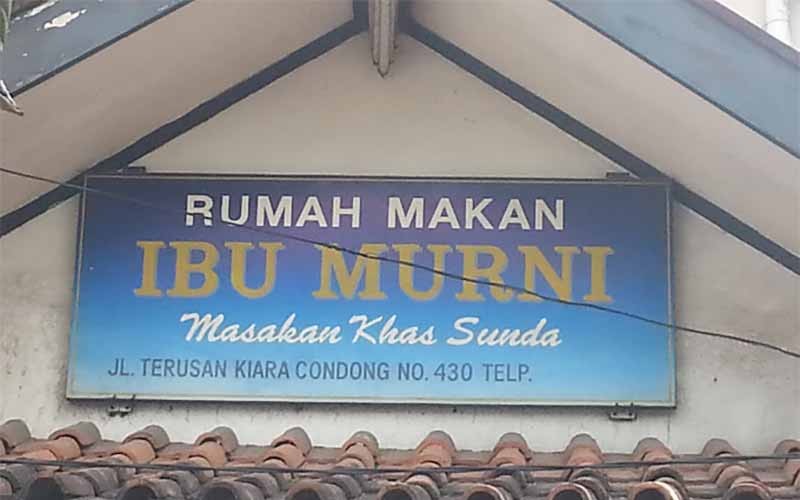 RUMAH MAKAN
IBU MURNI
Masakan Khas Sunda
JL. TERUSAN KIARA CONDONG NO. 430 TELP.